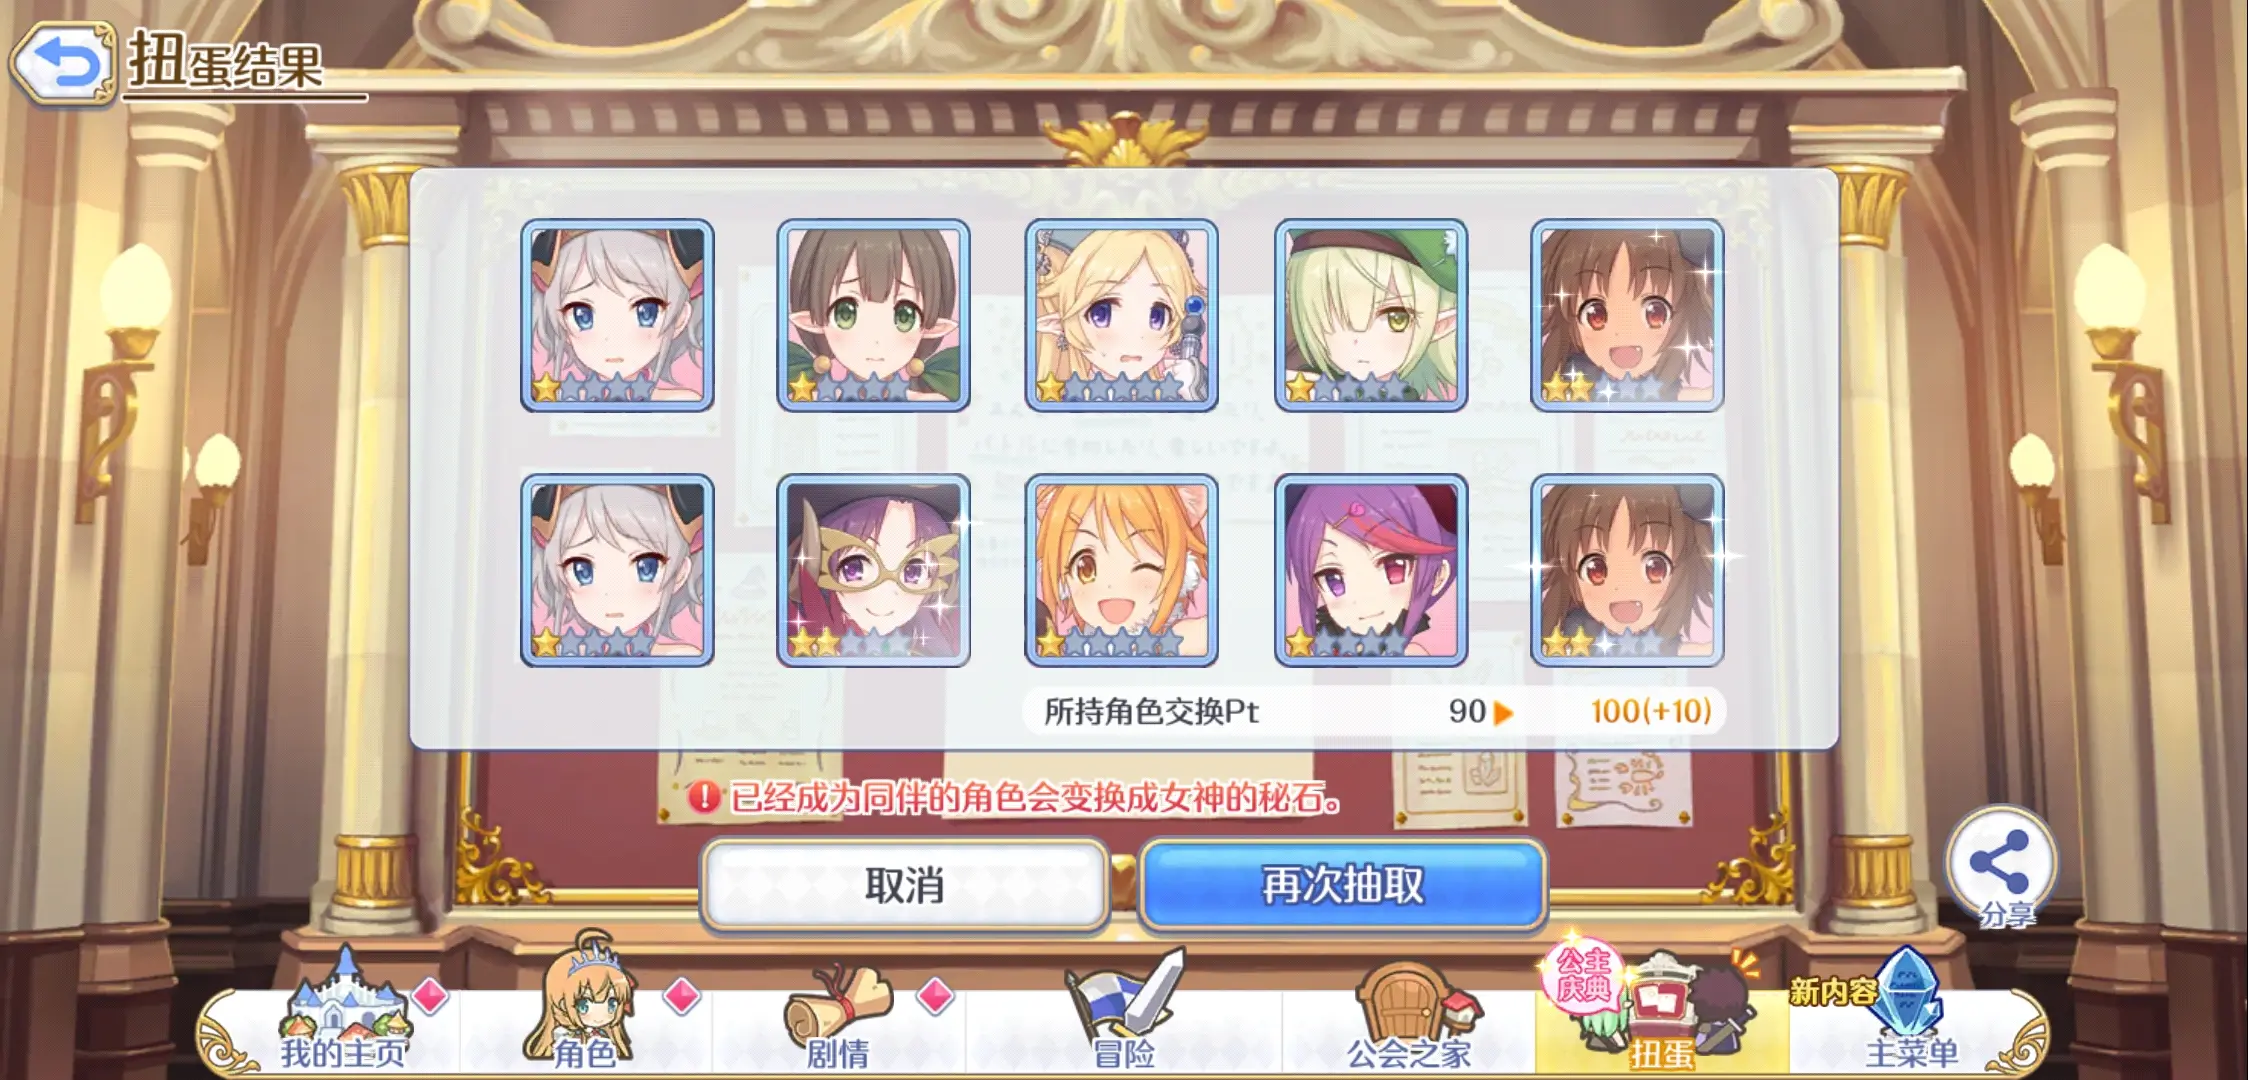 扭蛋结果
所持角色交换Pt 90 100(+10)
已经成为同伴的角色会变换成女神的秘石。
取消
再次抽取
分享
公主
庆典
新内容
我的主页
角色
剧情
冒险
公会之家
扭蛋
主菜单